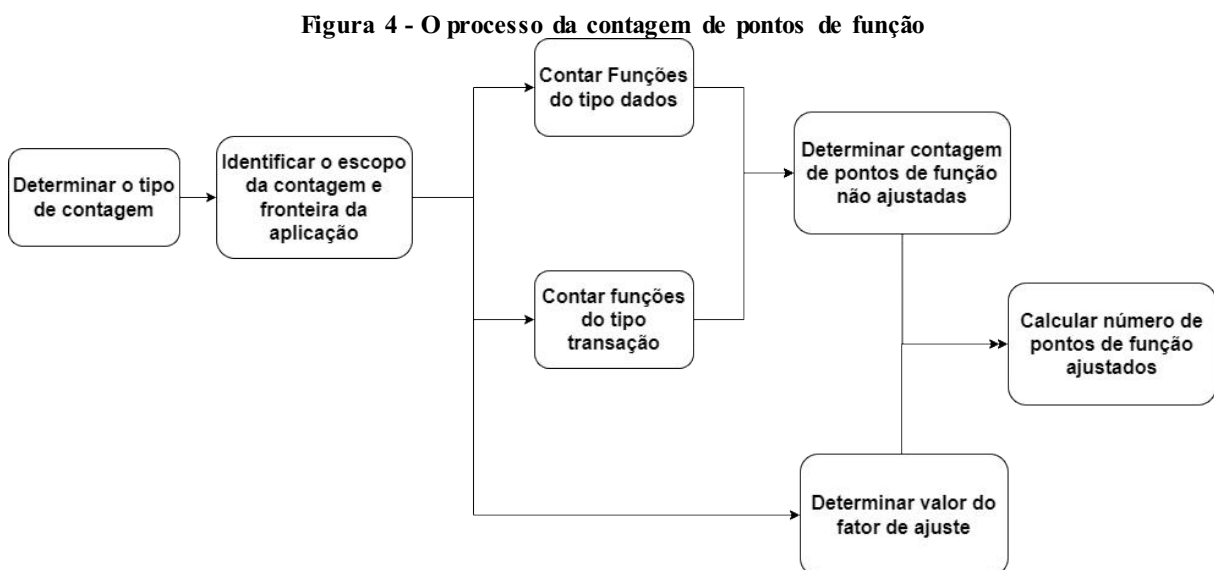 Figura 4 - O processo da contagem de pontos de função
Contar Funções
do tipo dados
Determinar o tipo
de contagem
Identificar o escopo
da contagem e
fronteira da
aplicação
Determinar contagem
de pontos de função
não ajustadas
Contar funções
do tipo
transação
Calcular número de
pontos de função
ajustados
Determinar valor do
fator de ajuste